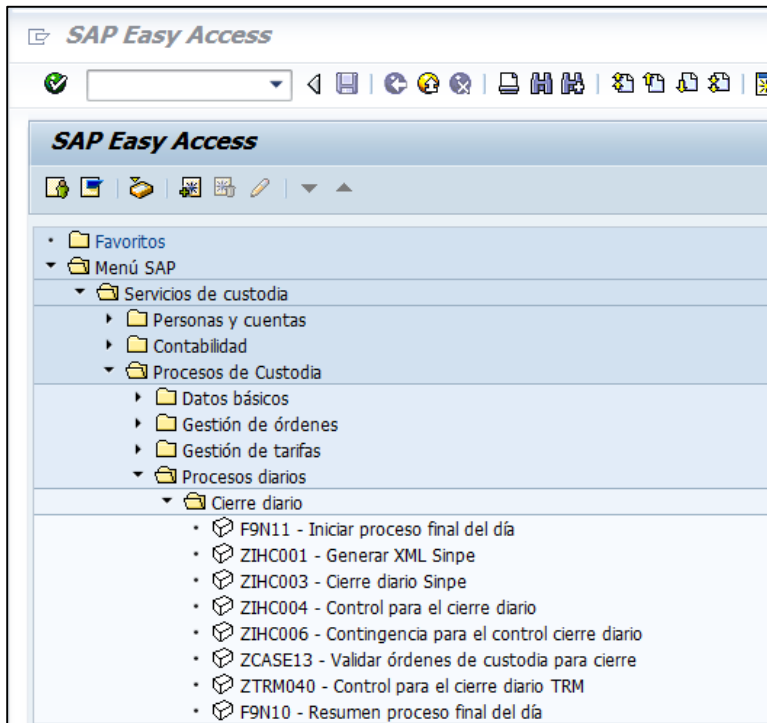 SAP Easy Access
SAP Easy Access
Favoritos
Menú SAP
Servicios de custodia
Personas y cuentas
Contabilidad
Procesos de Custodia
Datos básicos
Gestión de órdenes
Gestión de tarifas
Procesos diarios
Cierre diario
F9N11 - Iniciar proceso final del día
ZIHC001 - Generar XML Sinpe
ZIHC003 - Cierre diario Sinpe
ZIHC004 - Control para el cierre diario
ZIHC006 - Contingencia para el control cierre diario
ZCASE13 - Validar órdenes de custodia para cierre
ZTRM040 - Control para el cierre diario TRM
F9N10 - Resumen proceso final del día